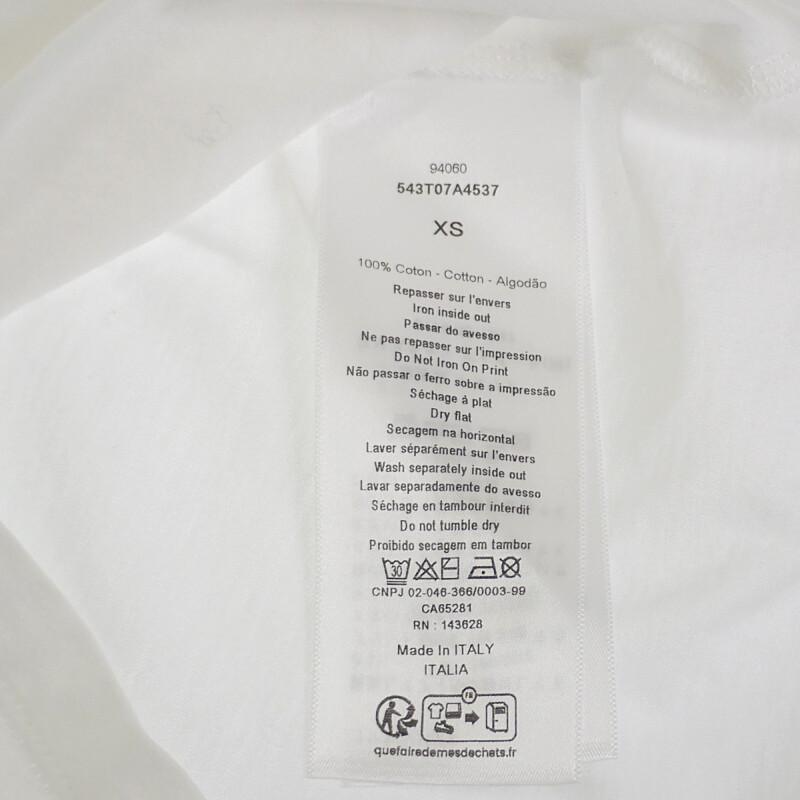 94060
543T07A4537
XS
100% Coton - Cotton - Algodão
Repasser sur l'envers
Iron inside out
Passar do avesso
Ne pas repasser sur l'impression
Do Not Iron On Print
Não passar o ferro sobre a impressão
Séchage à plat
Dry flat
Secagem na horizontal
Laver séparément sur l'envers
Wash separately inside out
Lavar separadamente do avesso
Séchage en tambour interdit
Do not tumble dry
Proibido secagem em tambor
30
CNPJ 02-046-366/0003-99
CA65281
RN : 143628
Made In ITALY
ITALIA
FR
quefairedemesdechets.fr